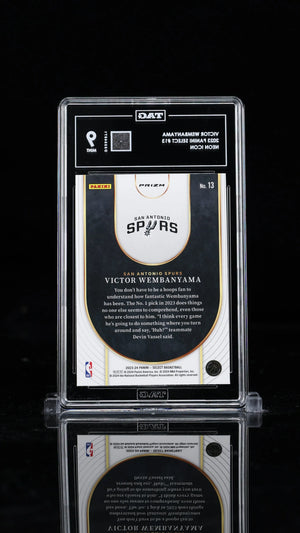 TAG
VICTOR WEMBANYAMA
2023 PANINI SELECT #13
NEON ICON
9
MINT
PANINI
PRIZM
No. 13
SAN ANTONIO
SPURS
SAN ANTONIO SPURS
VICTOR WEMBANYAMA
You don't have to be a hoops fan to
understand how fantastic Wembanyama
has been. The No. 1 pick in 2023 does
things no one else seems to comprehend, even those
who are closest to him. "I think every game
he's going to do something where you
turn around and say, 'Huh?'" teammate
Devin Vassell said.
2023-24 PANINI - SELECT BASKETBALL
TAG